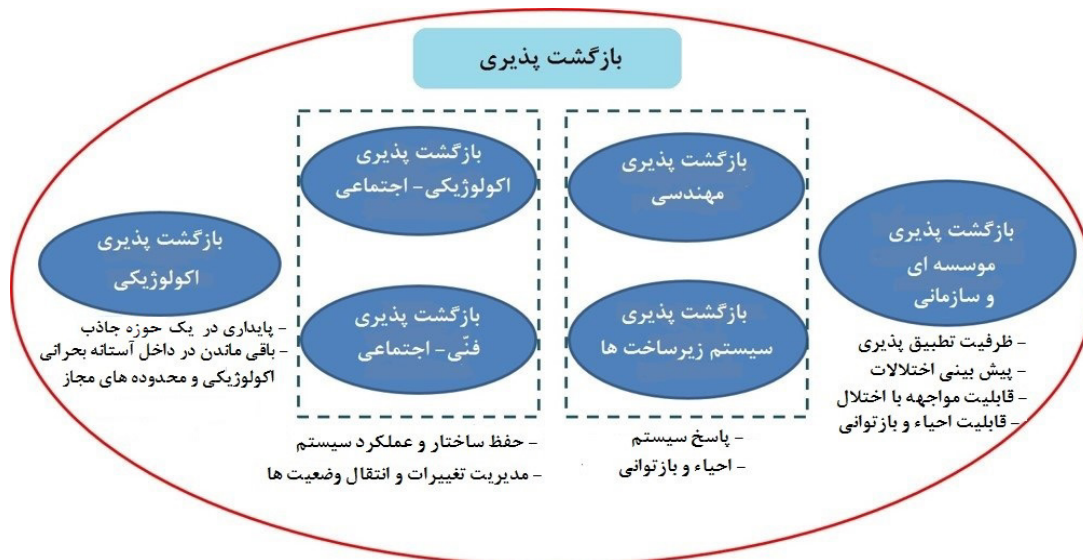 بازگشت پذیری
بازگشت پذیری
موسسه ای
و سازمانی
- ظرفیت تطبیق پذیری
- پیش بینی اختلالات
- قابلیت مواجهه با اختلال
- قابلیت احیاء و بازتوانی
بازگشت پذیری
مهندسی
بازگشت پذیری
سیستم زیرساخت ها
- پاسخ سیستم
- احیاء و بازتوانی
بازگشت پذیری
اکولوژیکی- اجتماعی
بازگشت پذیری
فنّی- اجتماعی
- حفظ ساختار و عملکرد سیستم
- مدیریت تغییرات و انتقال وضعیت ها
بازگشت پذیری
اکولوژیکی
- پایداری در یک حوزه جاذب
- باقی ماندن در داخل آستانه بحرانی
اکولوژیکی و محدوده های مجاز